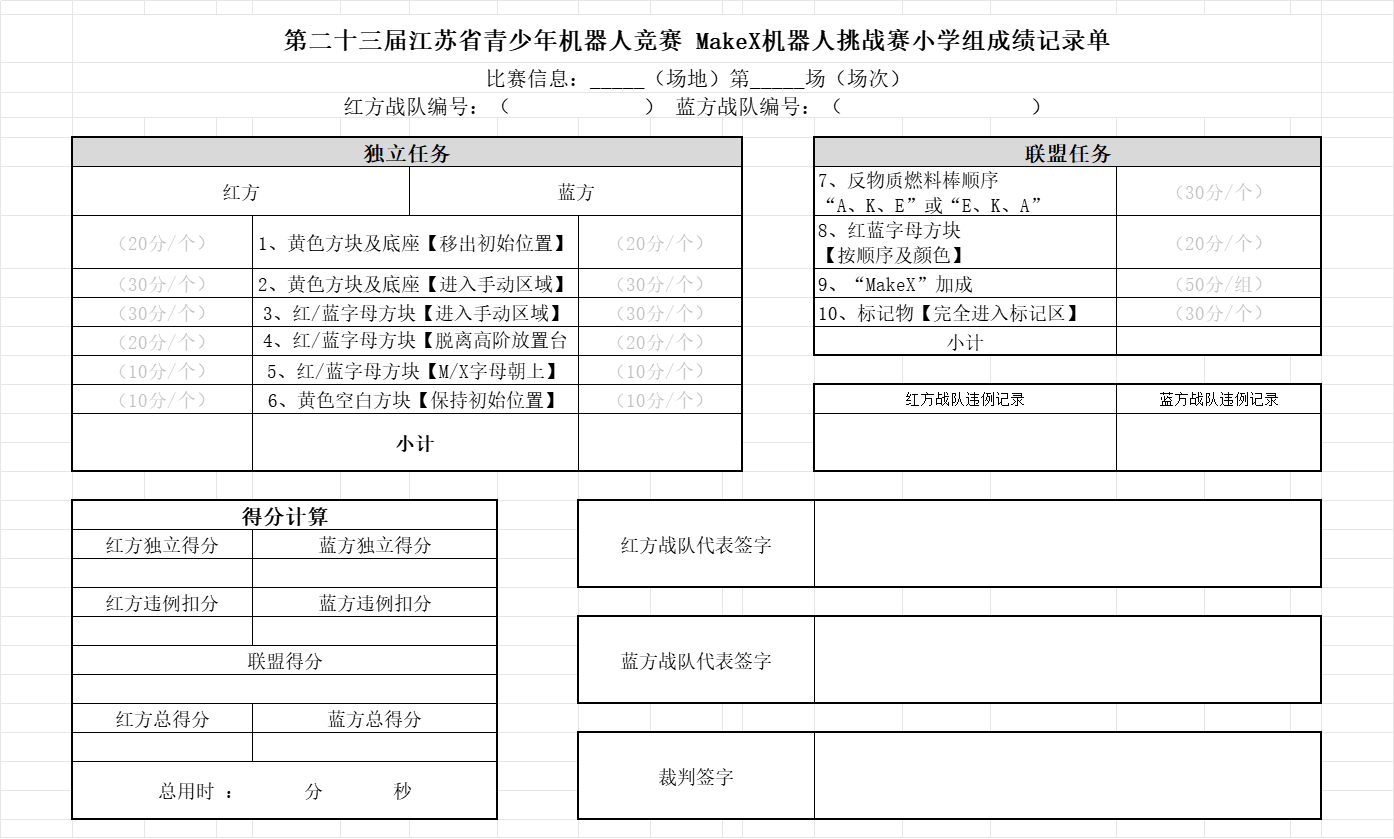 第二十三届江苏省青少年机器人竞赛 MakeX机器人挑战赛小学组成绩记录单
比赛信息：_____（场地）第_____场（场次）
红方战队编号：（ ） 蓝方战队编号：（ ）
独立任务
红方 蓝方
（20分/个） 1、黄色方块及底座【移出初始位置】 （20分/个）
（30分/个） 2、黄色方块及底座【进入手动区域】 （30分/个）
（30分/个） 3、红/蓝字母方块【进入手动区域】 （30分/个）
（20分/个） 4、红/蓝字母方块【脱离高阶放置台 （20分/个）
（10分/个） 5、红/蓝字母方块【M/X字母朝上】 （10分/个）
（10分/个） 6、黄色空白方块【保持初始位置】 （10分/个）
小计
联盟任务
7、反物质燃料棒顺序
“A、K、E”或“E、K、A” （30分/个）
8、红蓝字母方块
【按顺序及颜色】 （20分/个）
9、“MakeX”加成 （50分/组）
10、标记物【完全进入标记区】 （30分/个）
小计
红方战队违例记录 蓝方战队违例记录
得分计算
红方独立得分 蓝方独立得分
红方违例扣分 蓝方违例扣分
联盟得分
红方总得分 蓝方总得分
总用时 ： 分 秒
红方战队代表签字
蓝方战队代表签字
裁判签字